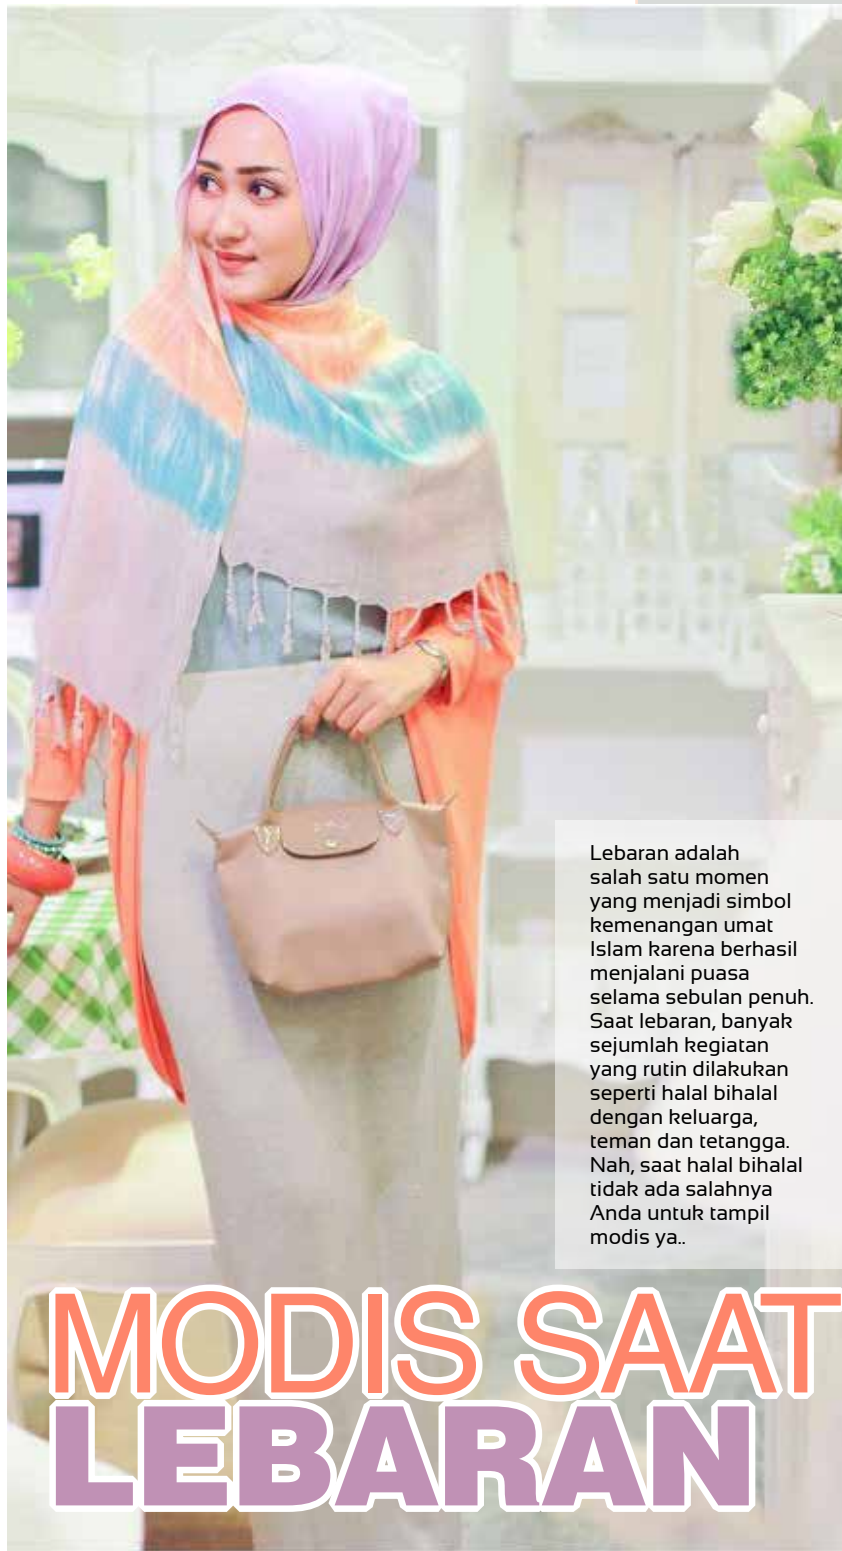 Lebaran adalah
salah satu momen
yang menjadi simbol
kemenangan umat
Islam karena berhasil
menjalani puasa
selama sebulan penuh.
Saat lebaran, banyak
sejumlah kegiatan
yang rutin dilakukan
seperti halal bihalal
dengan keluarga,
teman dan tetangga.
Nah, saat halal bihalal
tidak ada salahnya
Anda untuk tampil
modis ya..
MODIS SAAT
LEBARAN